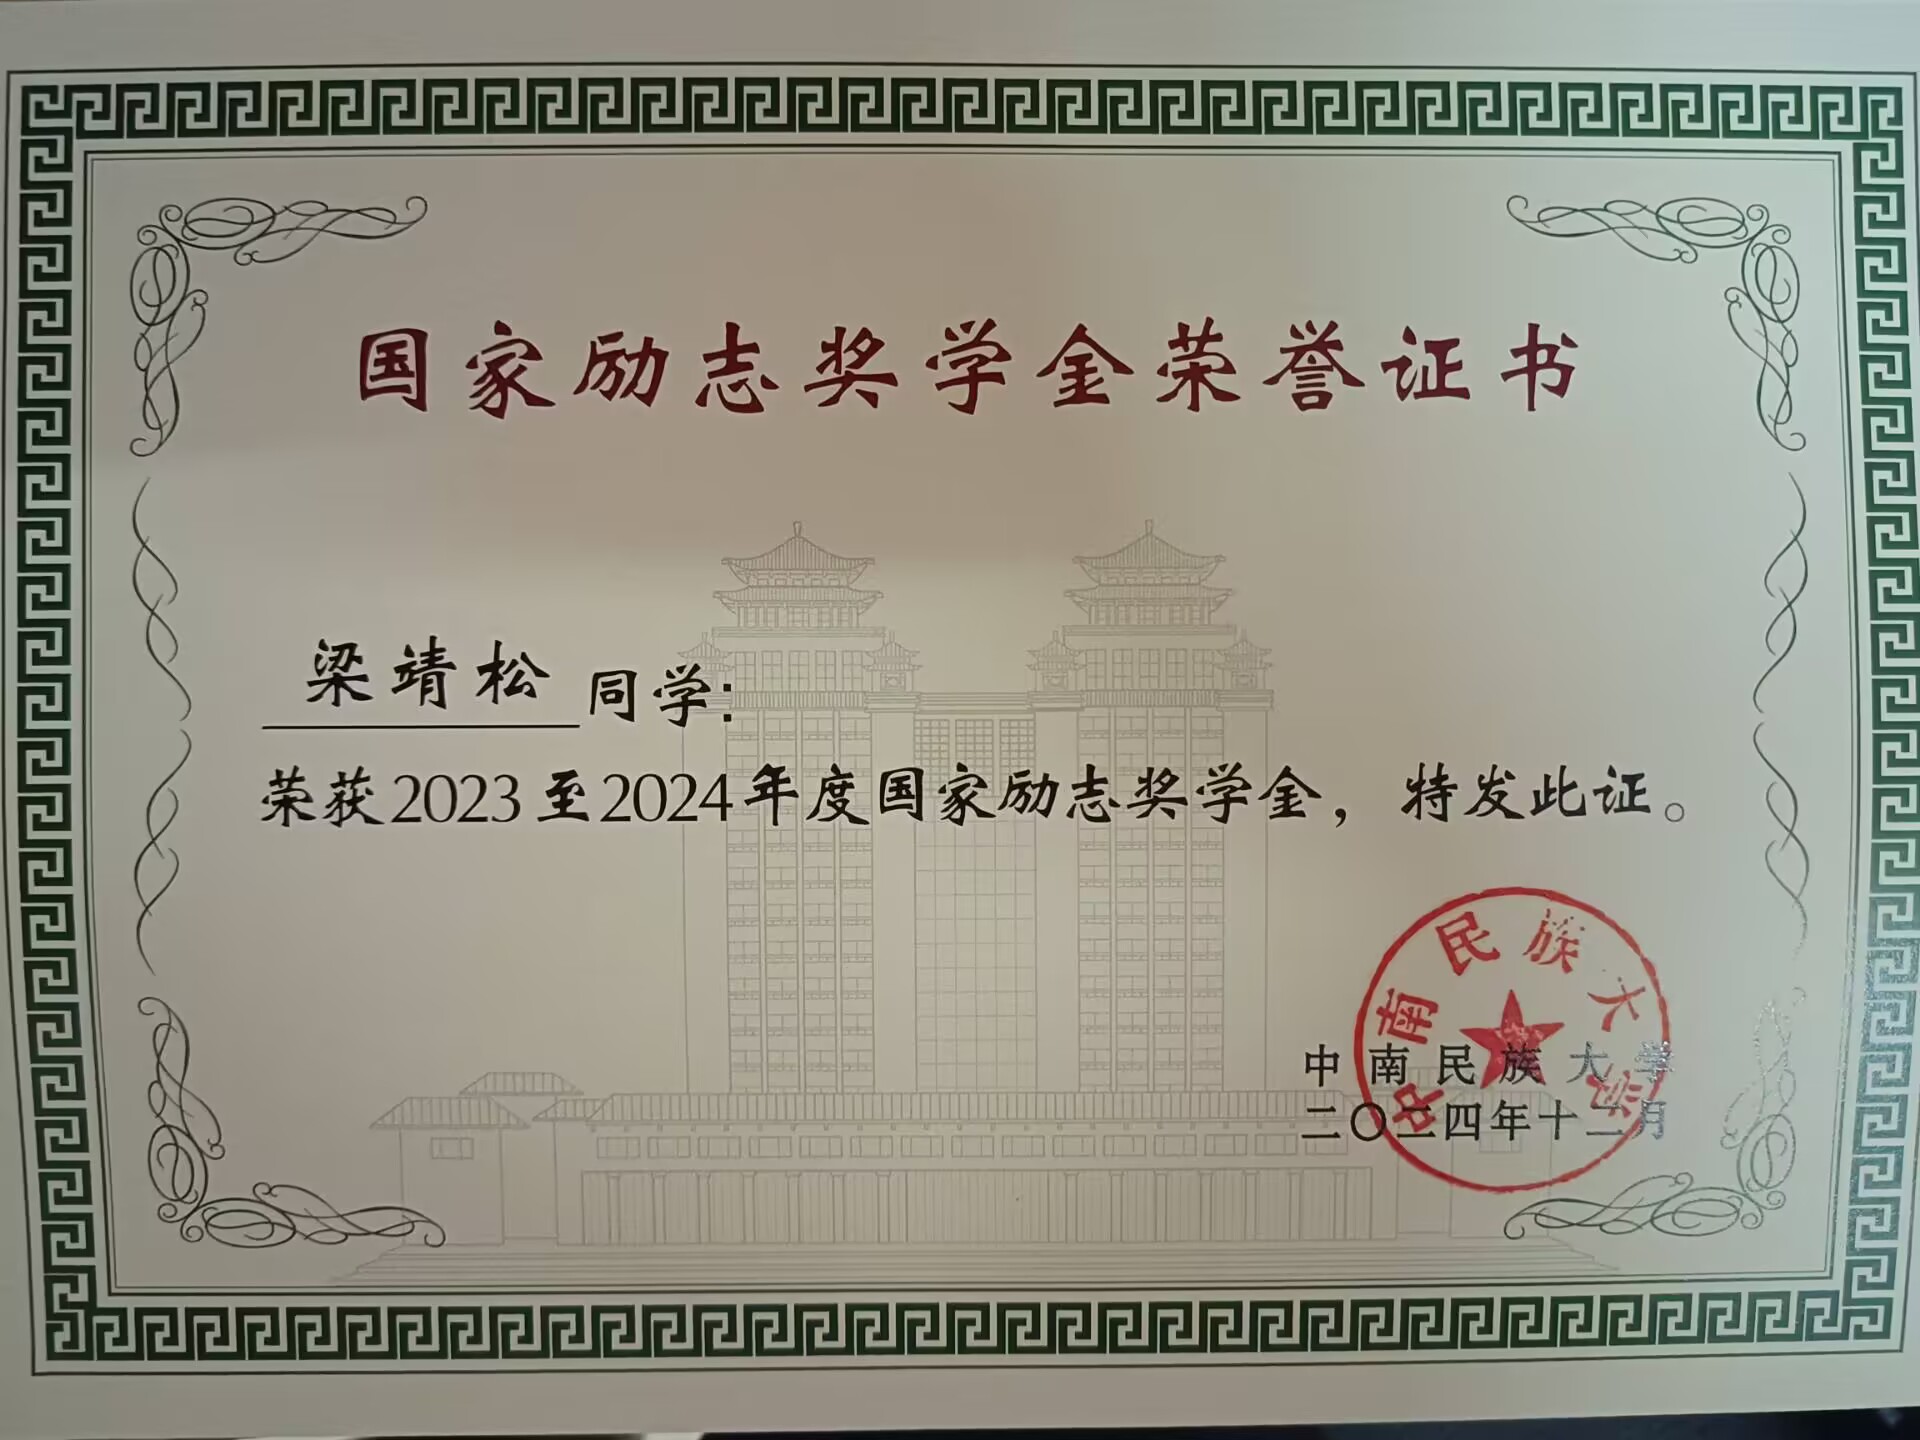 国家励志奖学金荣誉证书
梁靖松同学：
荣获2023至2024年度国家励志奖学金，特发此证。
中南民族大学
二〇二四年十二月
中南民族大学